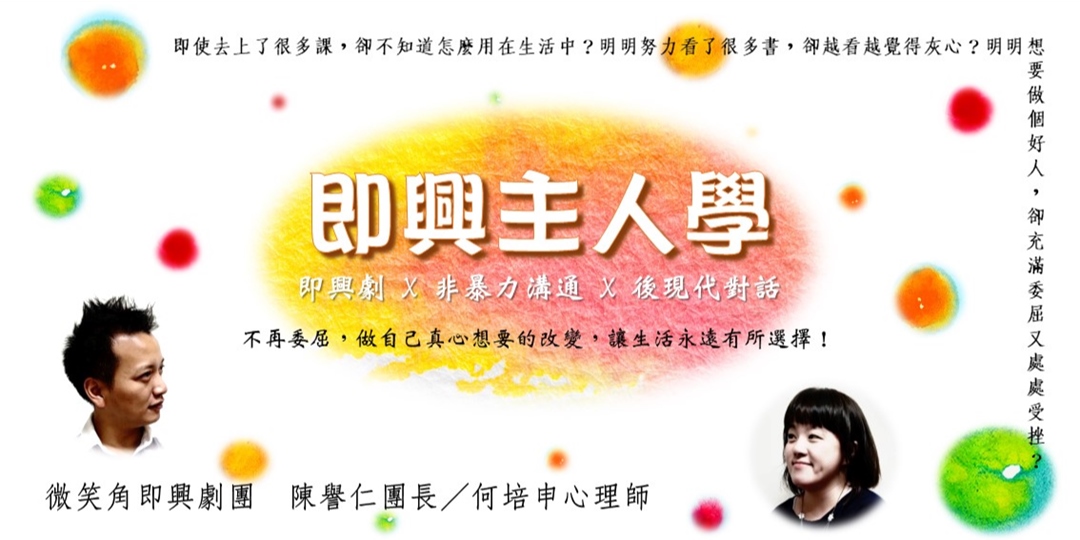 即使去上了很多課，卻不知道怎麼用在生活中？明明努力看了很多書，卻越看越覺得灰心？明明想
要做個好人，卻充滿委屈又處處受挫？
即興主人學
即興劇 X 非暴力溝通 X 後現代對話
不再委屈，做自己真心想要的改變，讓生活永遠有所選擇！
微笑角即興劇團　陳譽仁團長／何培申心理師